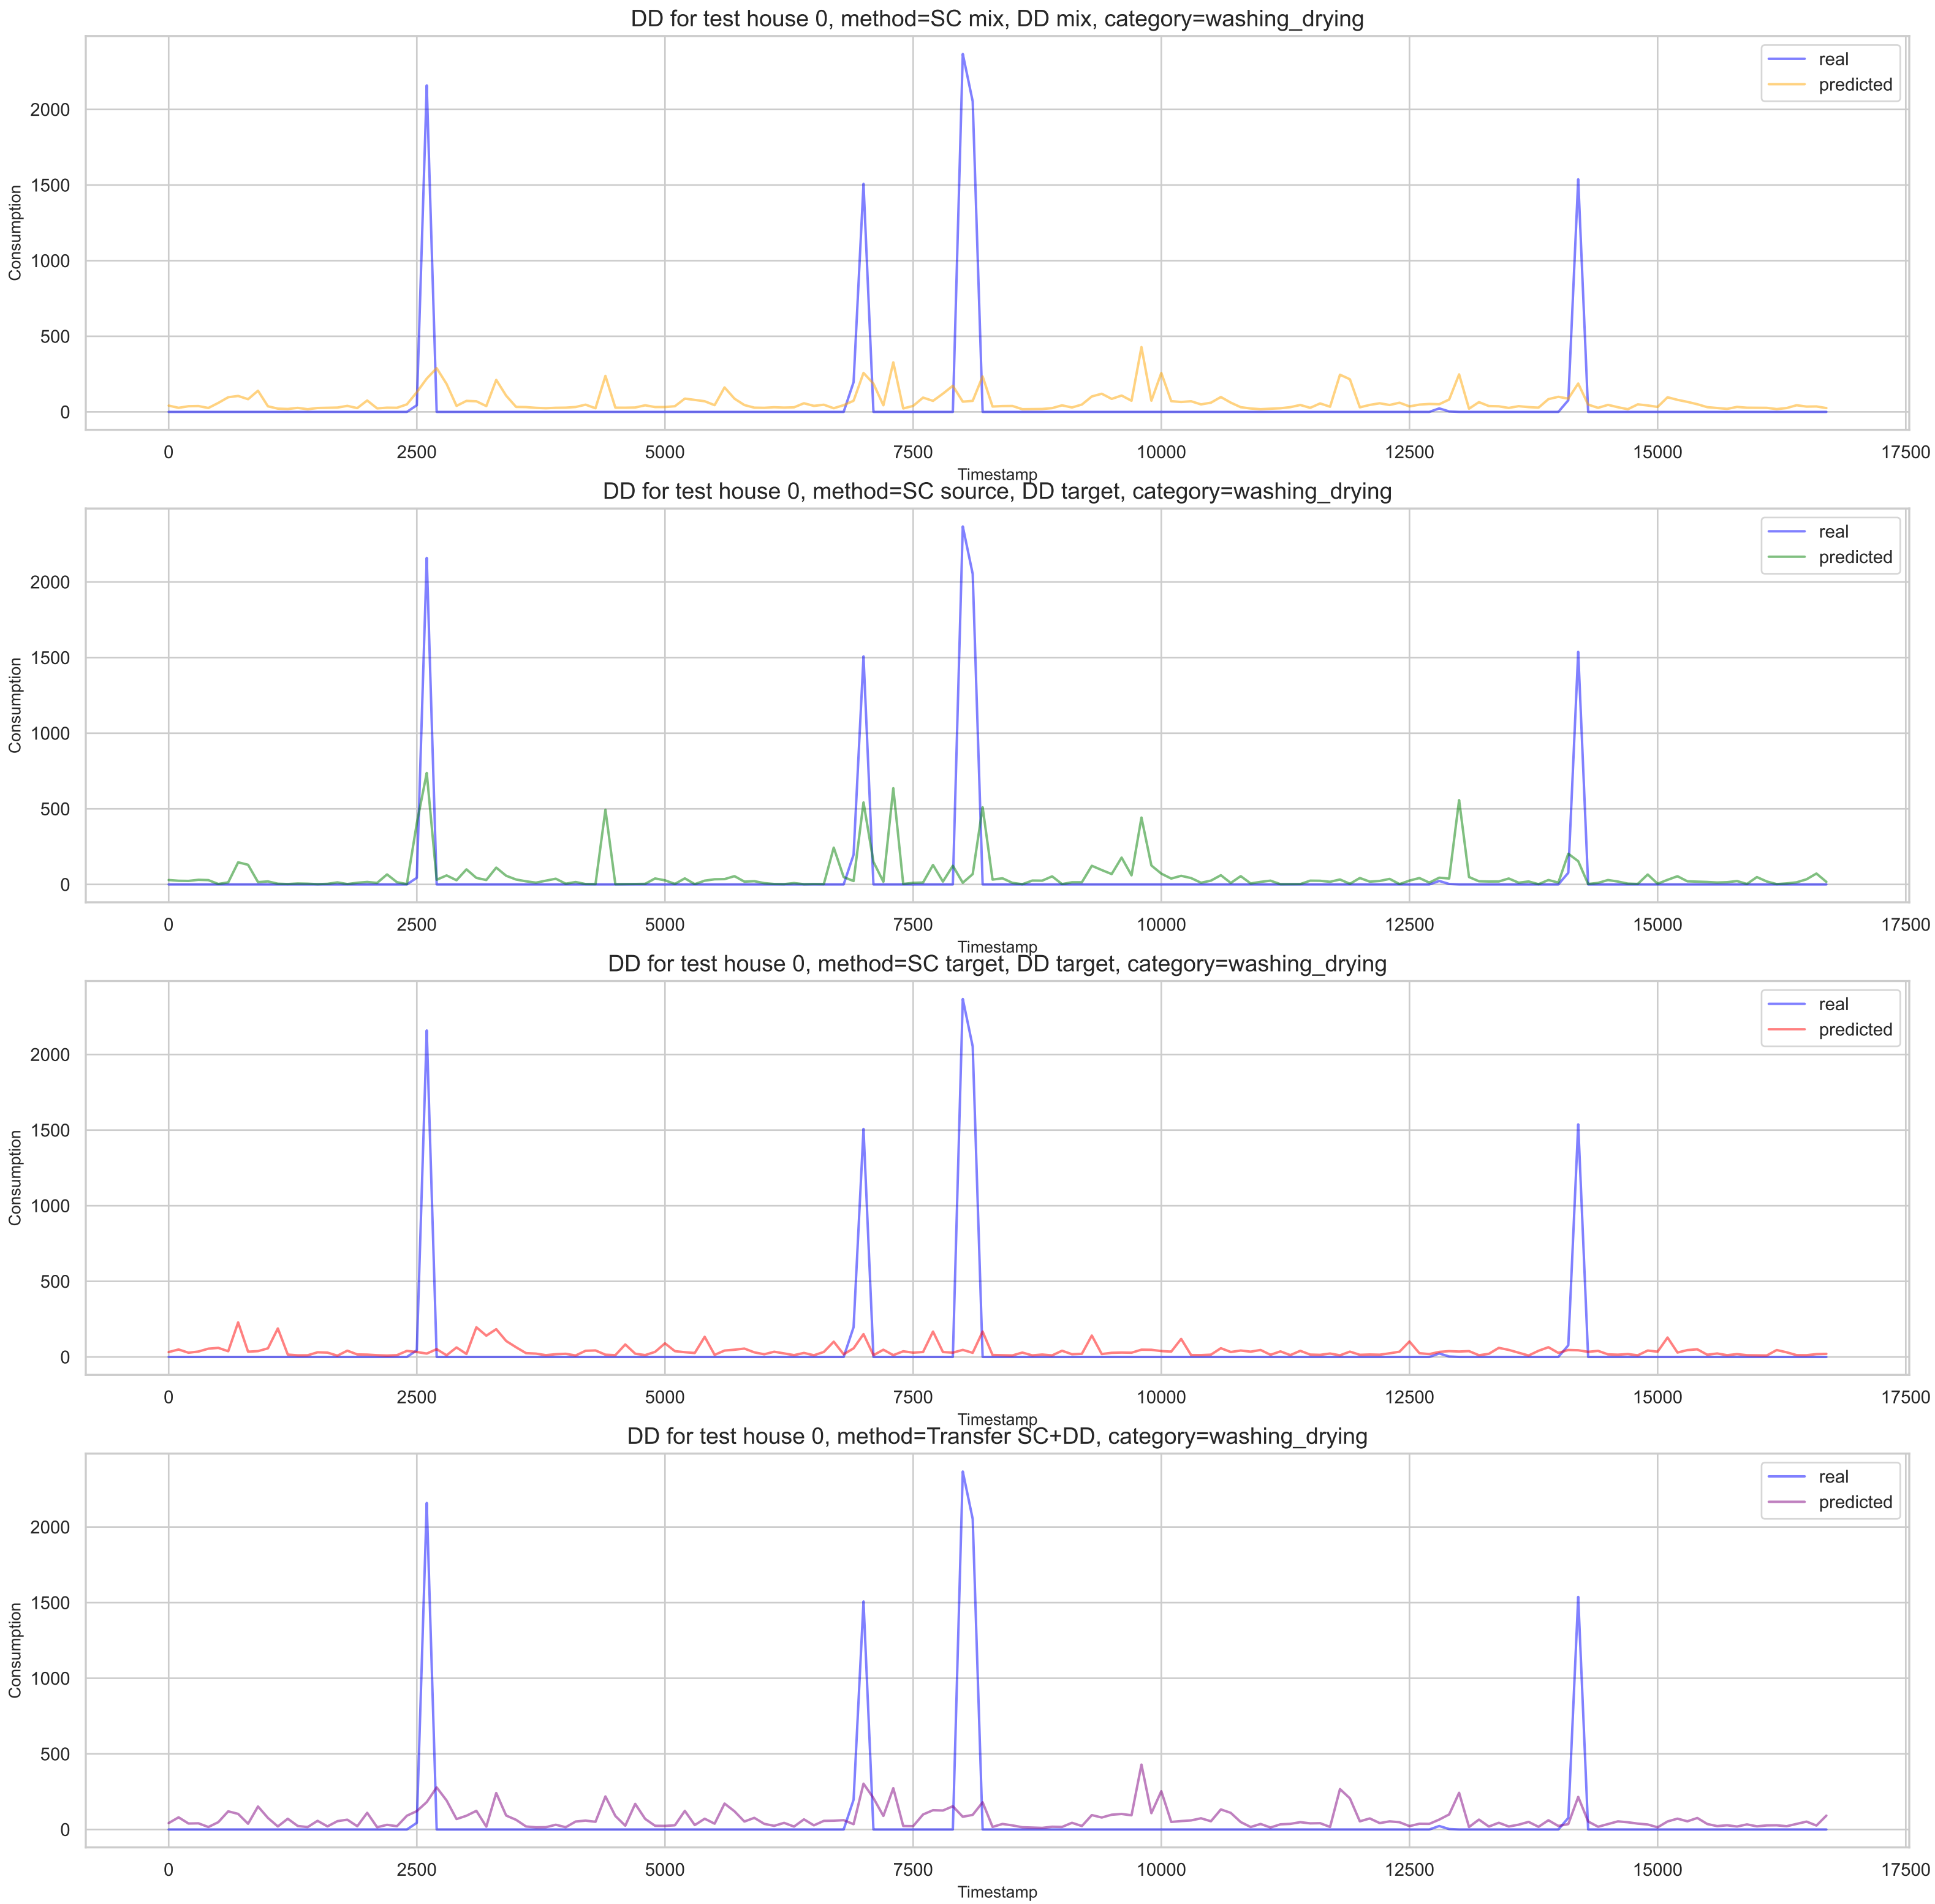 DD for test house 0, method=SC mix, DD mix, category=washing_drying
real
predicted
2000
1500
1000
500
0
Consumption
0 2500 5000 7500 10000 12500 15000 17500
Timestamp
DD for test house 0, method=SC source, DD target, category=washing_drying
real
predicted
2000
1500
1000
500
0
Consumption
0 2500 5000 7500 10000 12500 15000 17500
Timestamp
DD for test house 0, method=SC target, DD target, category=washing_drying
real
predicted
2000
1500
1000
500
0
Consumption
0 2500 5000 7500 10000 12500 15000 17500
Timestamp
DD for test house 0, method=Transfer SC+DD, category=washing_drying
real
predicted
2000
1500
1000
500
0
Consumption
0 2500 5000 7500 10000 12500 15000 17500
Timestamp